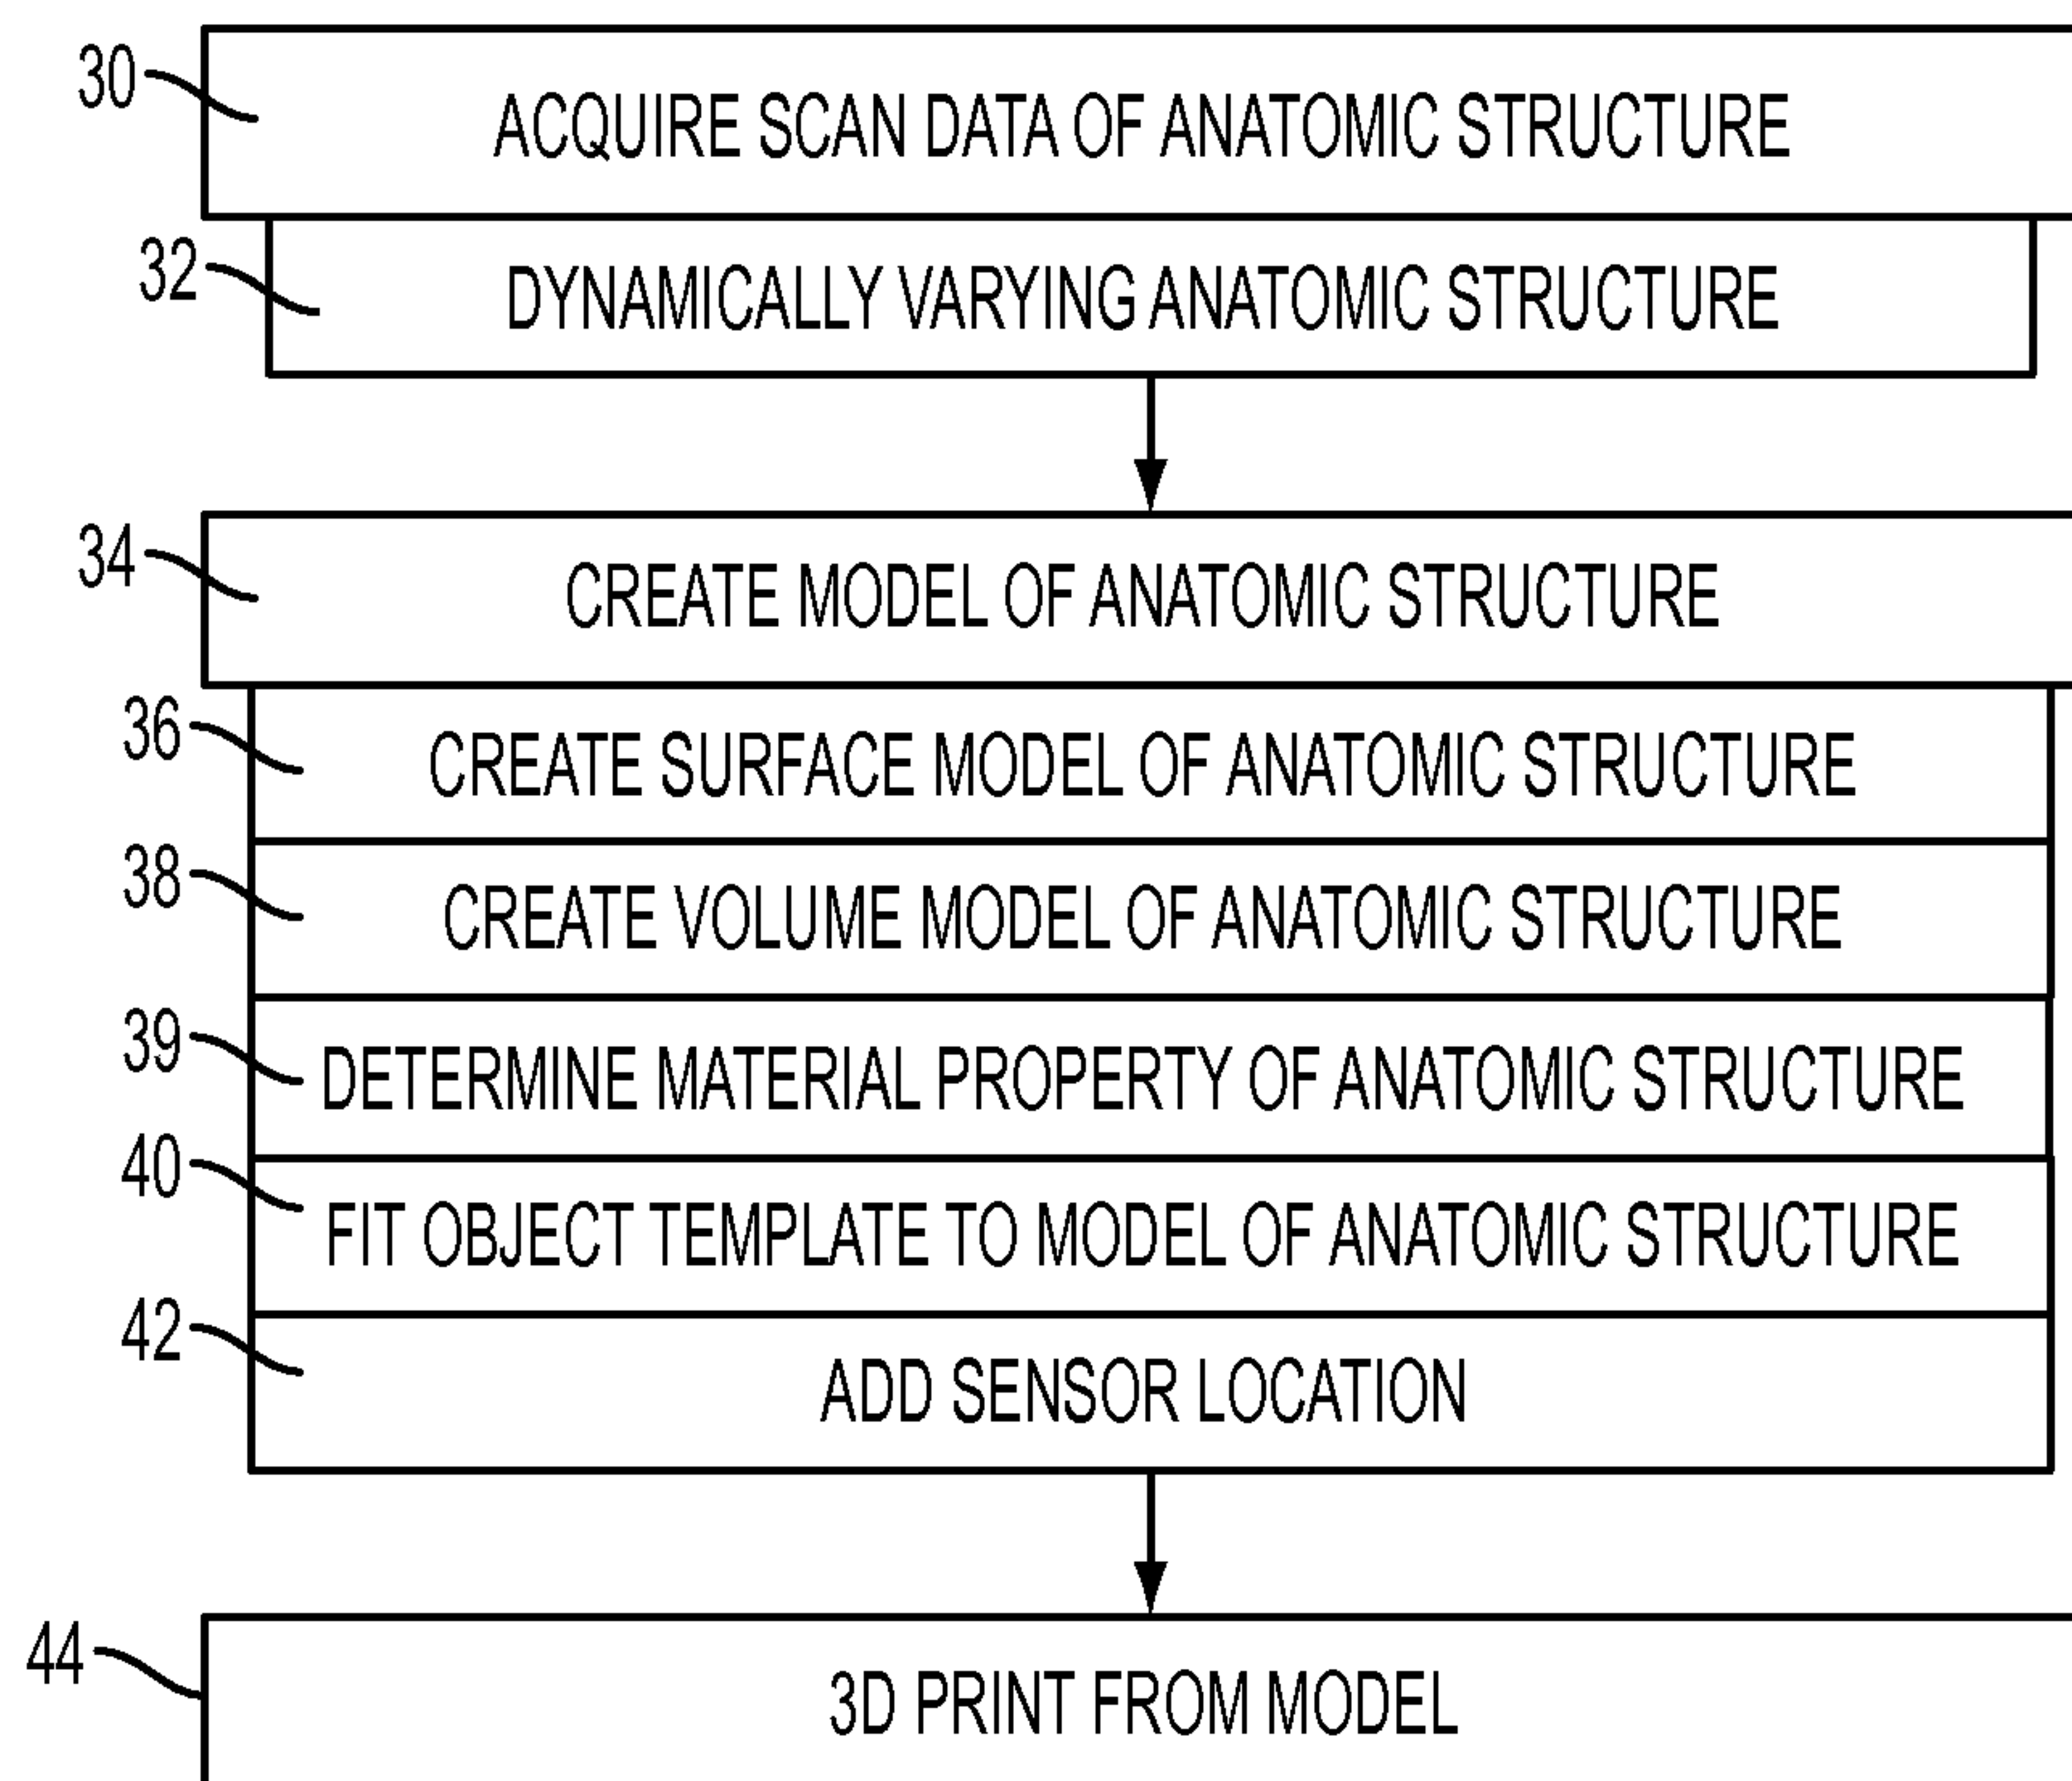 30
ACQUIRE SCAN DATA OF ANATOMIC STRUCTURE
32
DYNAMICALLY VARYING ANATOMIC STRUCTURE
34
CREATE MODEL OF ANATOMIC STRUCTURE
36
CREATE SURFACE MODEL OF ANATOMIC STRUCTURE
38
CREATE VOLUME MODEL OF ANATOMIC STRUCTURE
39
DETERMINE MATERIAL PROPERTY OF ANATOMIC STRUCTURE
40
FIT OBJECT TEMPLATE TO MODEL OF ANATOMIC STRUCTURE
42
ADD SENSOR LOCATION
44
3D PRINT FROM MODEL